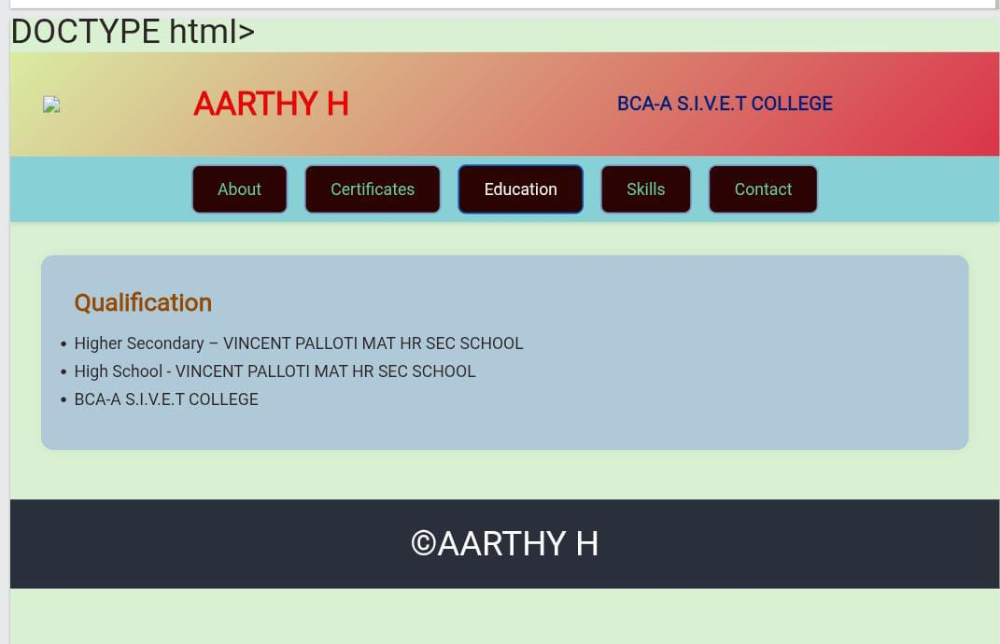 DOCTYPE html>
AARTHY H
BCA-A S.I.V.E.T COLLEGE
About
Certificates
Education
Skills
Contact
Qualification
• Higher Secondary – VINCENT PALLOTI MAT HR SEC SCHOOL
• High School - VINCENT PALLOTI MAT HR SEC SCHOOL
• BCA-A S.I.V.E.T COLLEGE
©AARTHY H